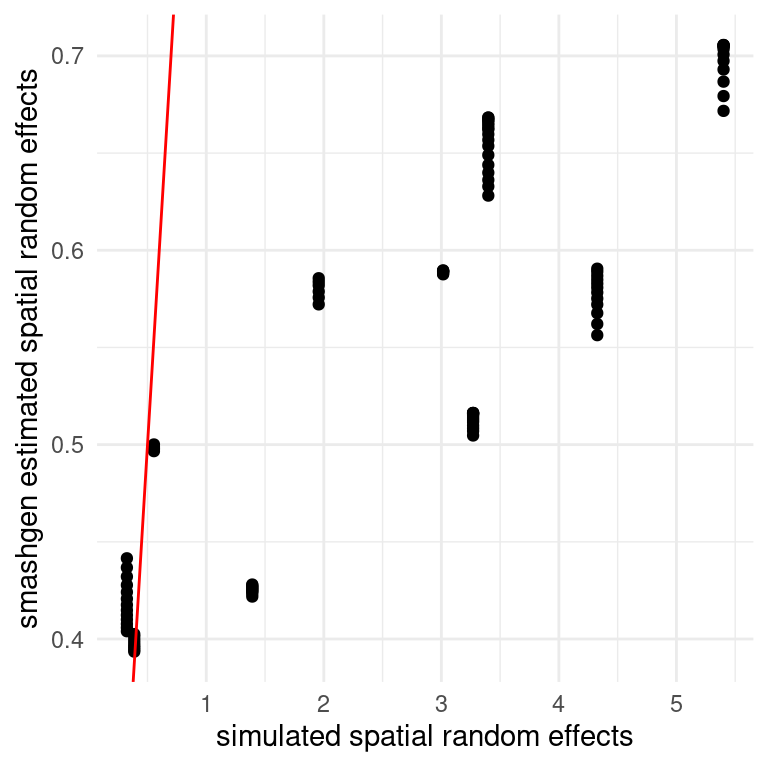 smashgen estimated spatial random effects
0.7
0.6
0.5
0.4
1 2 3 4 5
simulated spatial random effects